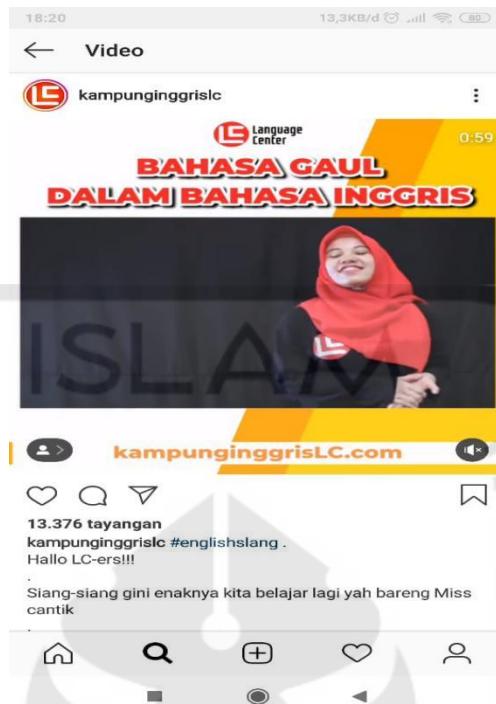 18:20 13,3KB/d 80
Video
kampunginggrislc
Language
Center
0:59
BAHASA GAUL
DALAM BAHASA INGGRIS
ISLAM
kampunginggrisLC.com
13.376 tayangan
kampunginggrislc #englishslang .
Hallo LC-ers!!!
.
Siang-siang gini enaknya kita belajar lagi yah bareng Miss
cantik
.